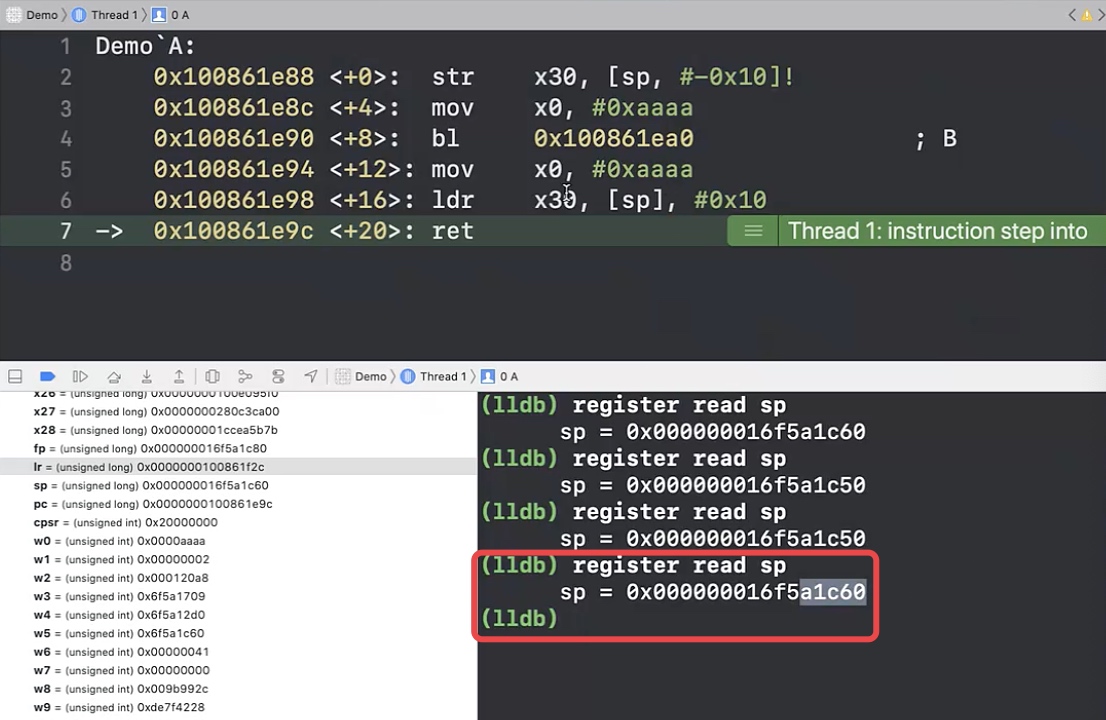 Demo 〉 Thread 1 〉 0 A
1 Demo`A:
2 0x100861e88 <+0>: str x30, [sp, #-0x10]!
3 0x100861e8c <+4>: mov x0, #0xaaaa
4 0x100861e90 <+8>: bl 0x100861ea0 ; B
5 0x100861e94 <+12>: mov x0, #0xaaaa
6 0x100861e98 <+16>: ldr x30, [sp], #0x10
7 -> 0x100861e9c <+20>: ret Thread 1: instruction step into
8
Demo 〉 Thread 1 〉 0 A
x26 = (unsigned long) 0x0000000100e095f0
x27 = (unsigned long) 0x0000000280c3ca00
x28 = (unsigned long) 0x00000001ccea5b7b
fp = (unsigned long) 0x000000016f5a1c80
lr = (unsigned long) 0x0000000100861f2c
sp = (unsigned long) 0x000000016f5a1c60
pc = (unsigned long) 0x0000000100861e9c
cpsr = (unsigned int) 0x20000000
w0 = (unsigned int) 0x0000aaaa
w1 = (unsigned int) 0x00000002
w2 = (unsigned int) 0x000120a8
w3 = (unsigned int) 0x6f5a1709
w4 = (unsigned int) 0x6f5a12d0
w5 = (unsigned int) 0x6f5a1c60
w6 = (unsigned int) 0x00000041
w7 = (unsigned int) 0x00000000
w8 = (unsigned int) 0x009b992c
w9 = (unsigned int) 0xde7f4228
(lldb) register read sp
sp = 0x000000016f5a1c60
(lldb) register read sp
sp = 0x000000016f5a1c50
(lldb) register read sp
sp = 0x000000016f5a1c50
(lldb) register read sp
sp = 0x000000016f5a1c60
(lldb)